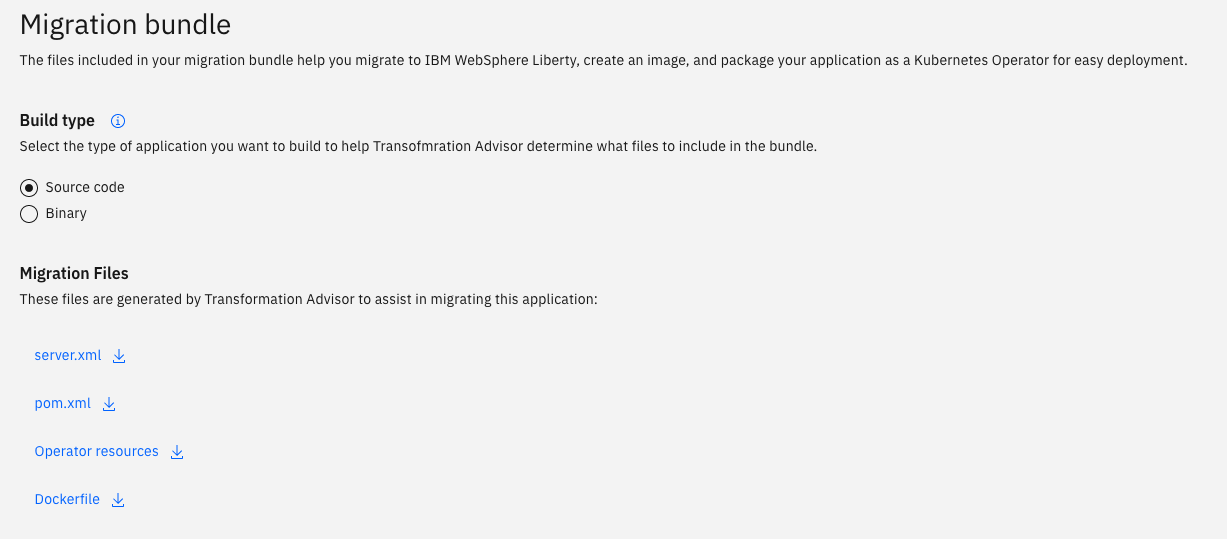 Migration bundle
The files included in your migration bundle help you migrate to IBM WebSphere Liberty, create an image, and package your application as a Kubernetes Operator for easy deployment.
Build type
Select the type of application you want to build to help Transofmration Advisor determine what files to include in the bundle.
Source code
Binary
Migration Files
These files are generated by Transformation Advisor to assist in migrating this application:
server.xml
pom.xml
Operator resources
Dockerfile